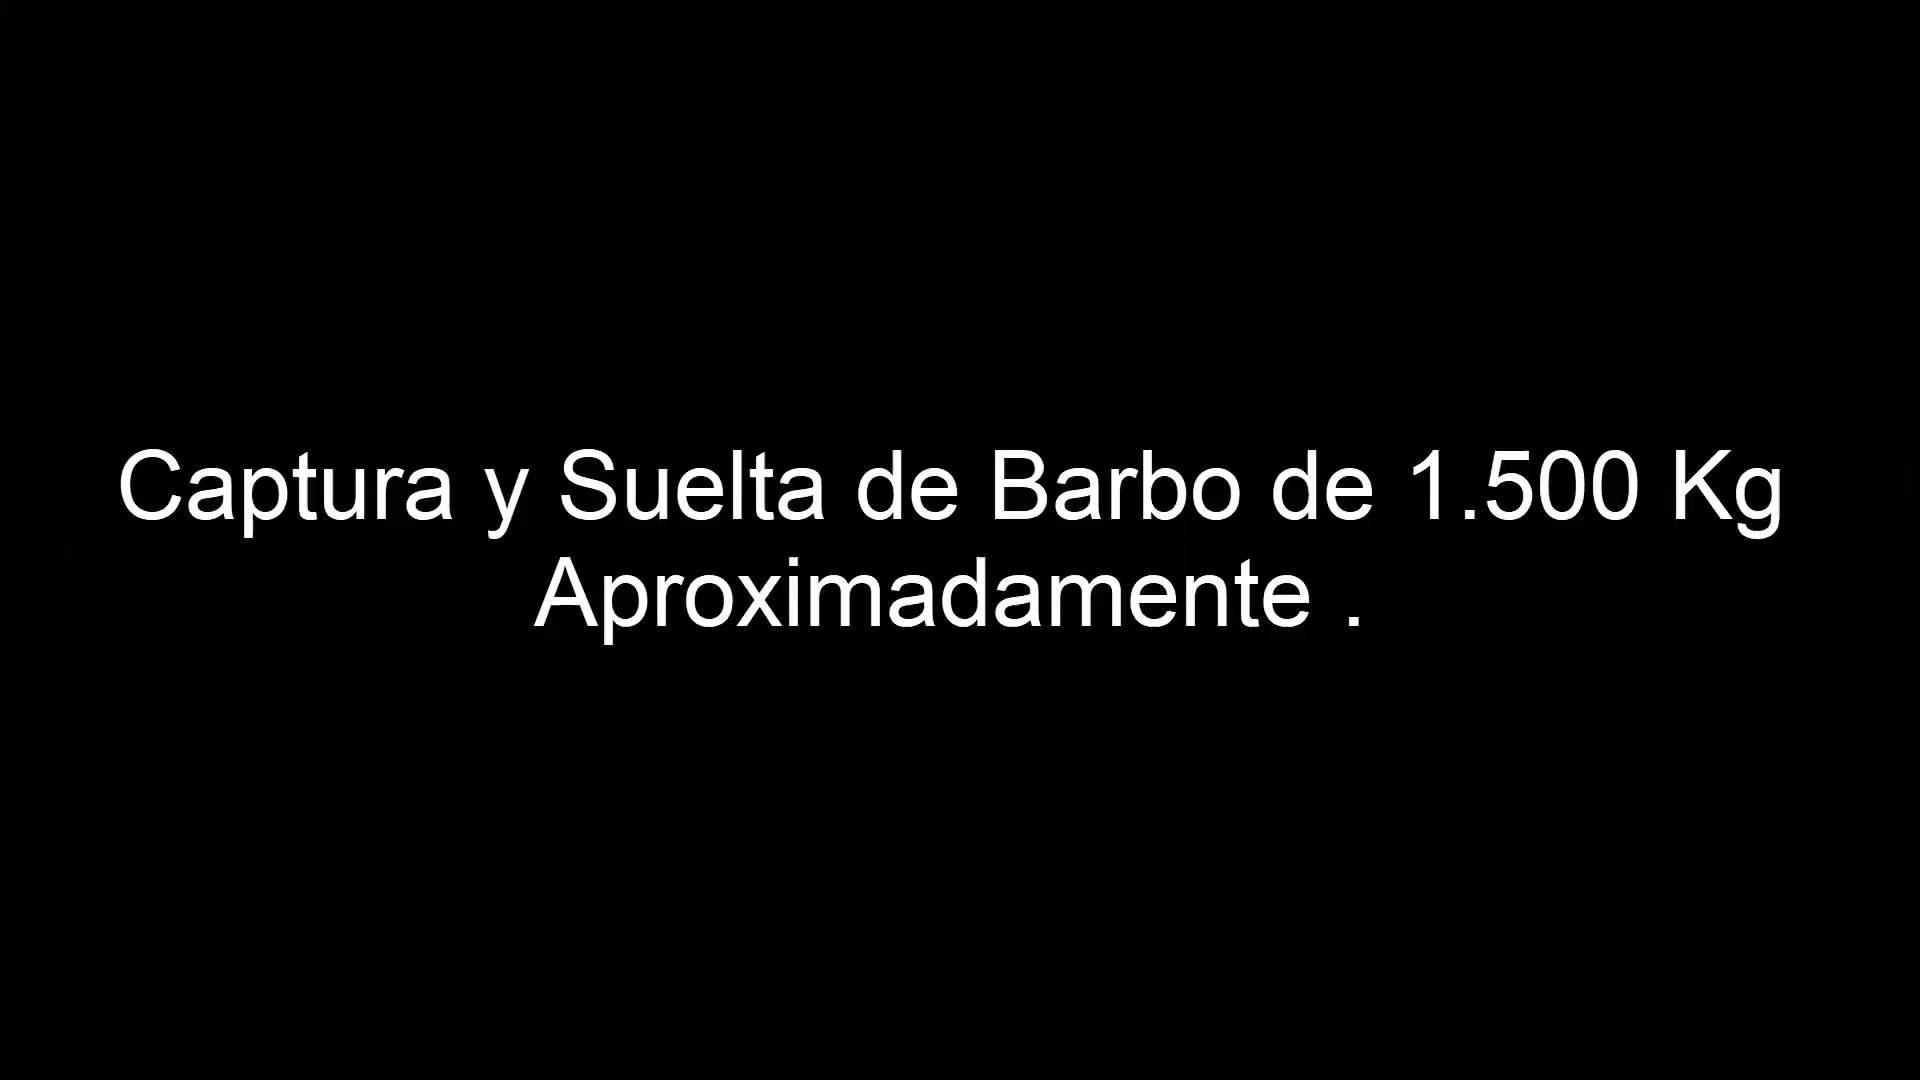 Captura y Suelta de Barbo de 1.500 Kg
Aproximadamente .